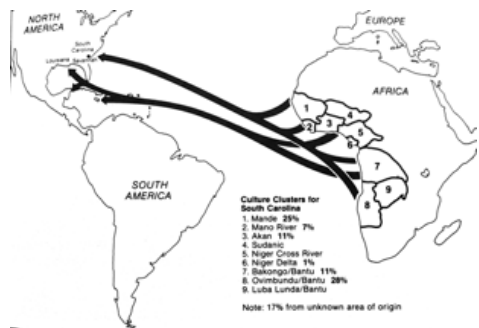 NORTH
AMERICA
South
Carolina
Louisiana
Savannah
EUROPE
AFRICA
1
2
3
4
5
6
7
8
9
SOUTH
AMERICA
Culture Clusters for
South Carolina
1. Mande 25%
2. Mano River 7%
3. Akan 11%
4. Sudanic
5. Niger Cross River
6. Niger Delta 1%
7. Bakongo/Bantu 11%
8. Ovimbundu/Bantu 28%
9. Luba Lunda/Bantu
Note: 17% from unknown area of origin